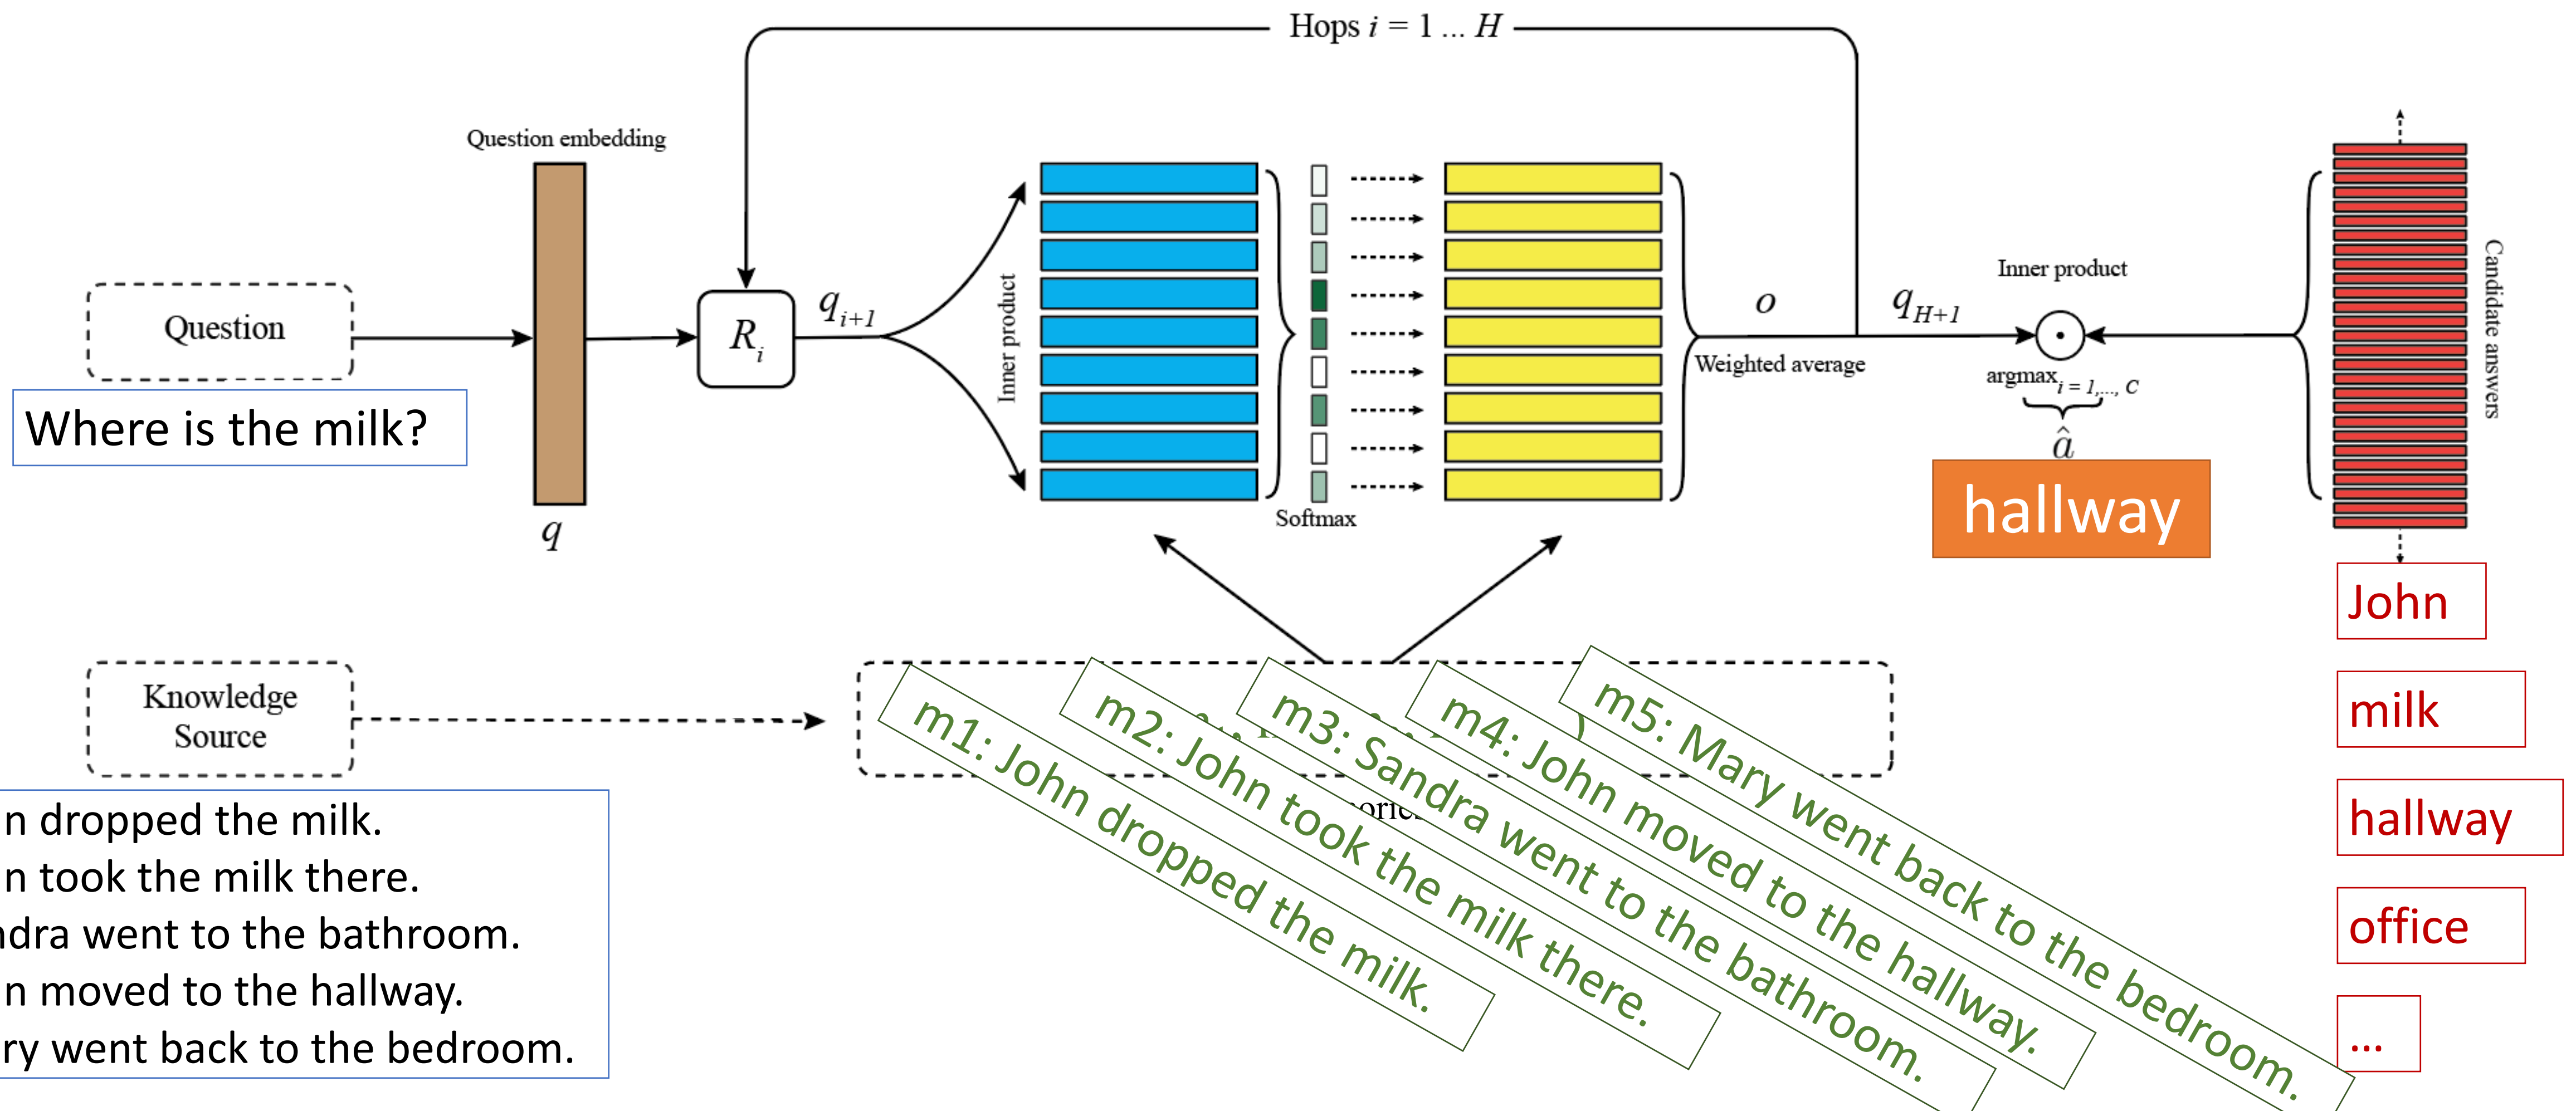 Hops i = 1 ... H
Question embedding
Question
Where is the milk?
q
R_i
q_{i+1}
Inner product
Softmax
o
Weighted average
q_{H+1}
Inner product
argmax_{i = 1,..., C}
â
hallway
Candidate answers
John
milk
hallway
office
...
Knowledge
Source
n dropped the milk.
n took the milk there.
ndra went to the bathroom.
n moved to the hallway.
ry went back to the bedroom.
m1: John dropped the milk.
m2: John took the milk there.
m3: Sandra went to the bathroom.
m4: John moved to the hallway.
m5: Mary went back to the bedroom.